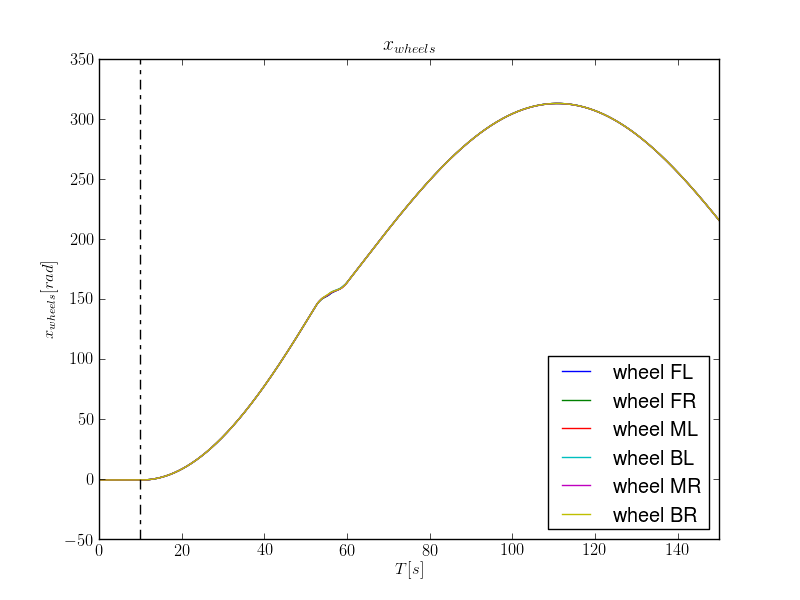 x_wheels
350
300
250
200
150
100
50
0
−50
x_wheels[rad]
0 20 40 60 80 100 120 140
T[s]
wheel FL
wheel FR
wheel ML
wheel BL
wheel MR
wheel BR